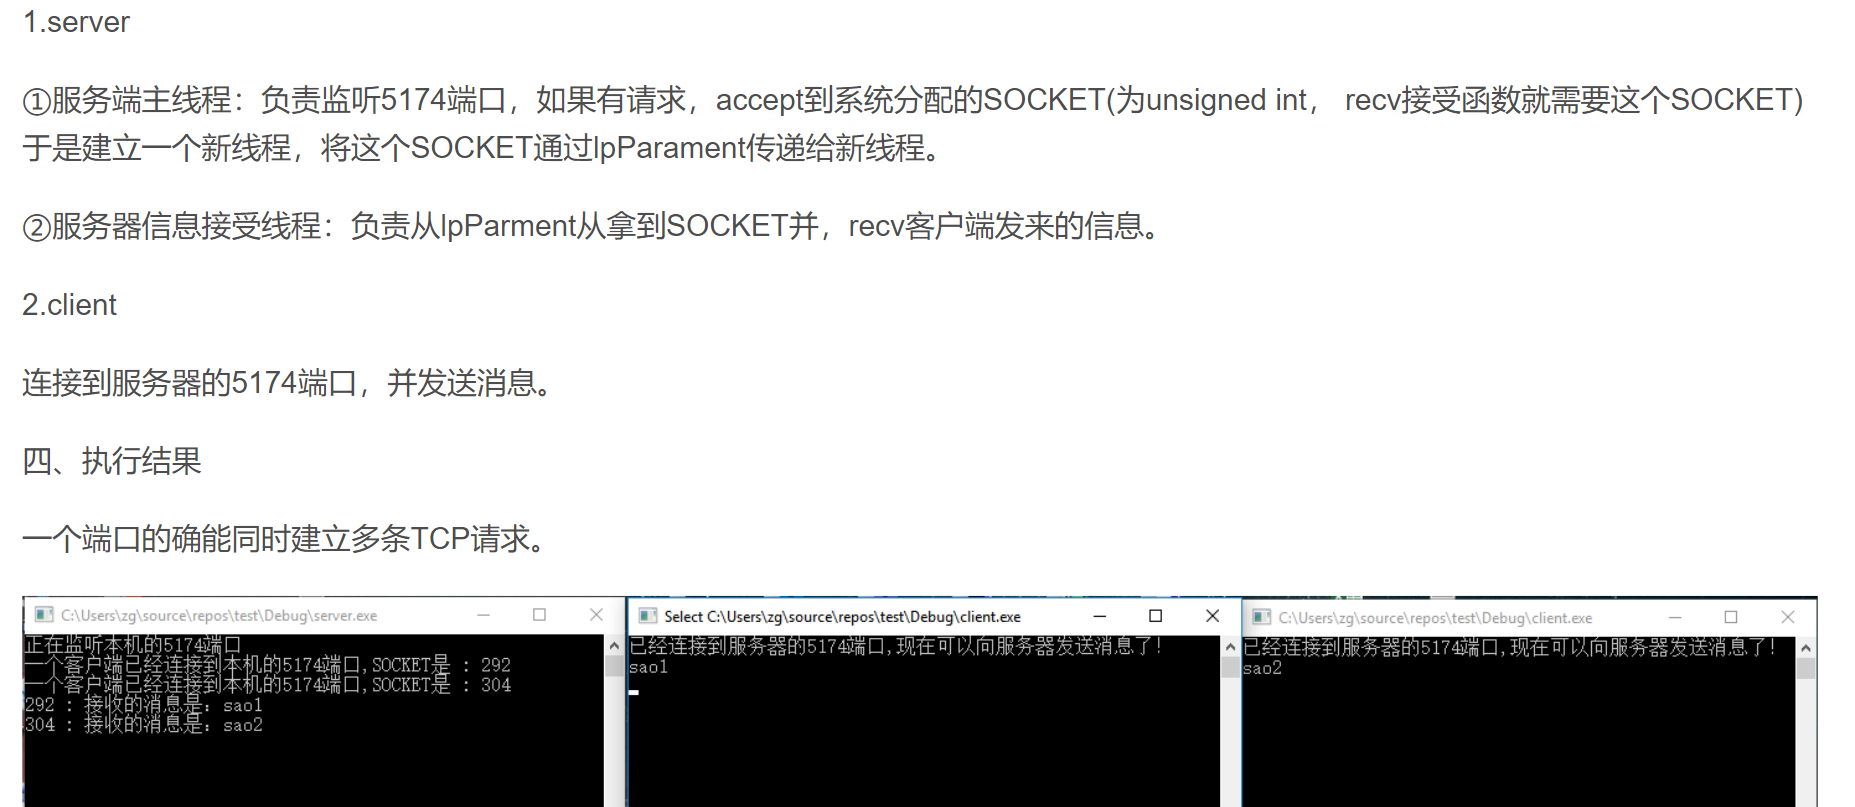 1.server
①服务端主线程：负责监听5174端口，如果有请求，accept到系统分配的SOCKET(为unsigned int， recv接受函数就需要这个SOCKET)
于是建立一个新线程，将这个SOCKET通过lpParament传递给新线程。
②服务器信息接受线程：负责从lpParment从拿到SOCKET并，recv客户端发来的信息。
2.client
连接到服务器的5174端口，并发送消息。
四、执行结果
一个端口的确能同时建立多条TCP请求。
C:\Users\zg\source\repos\test\Debug\server.exe
正在监听本机的5174端口
一个客户端已经连接到本机的5174端口,SOCKET是 : 292
一个客户端已经连接到本机的5174端口,SOCKET是 : 304
292 : 接收的消息是: sao1
304 : 接收的消息是: sao2
Select C:\Users\zg\source\repos\test\Debug\client.exe
已经连接到服务器的5174端口,现在可以向服务器发送消息了!
sao1
C:\Users\zg\source\repos\test\Debug\client.exe
已经连接到服务器的5174端口,现在可以向服务器发送消息了!
sao2